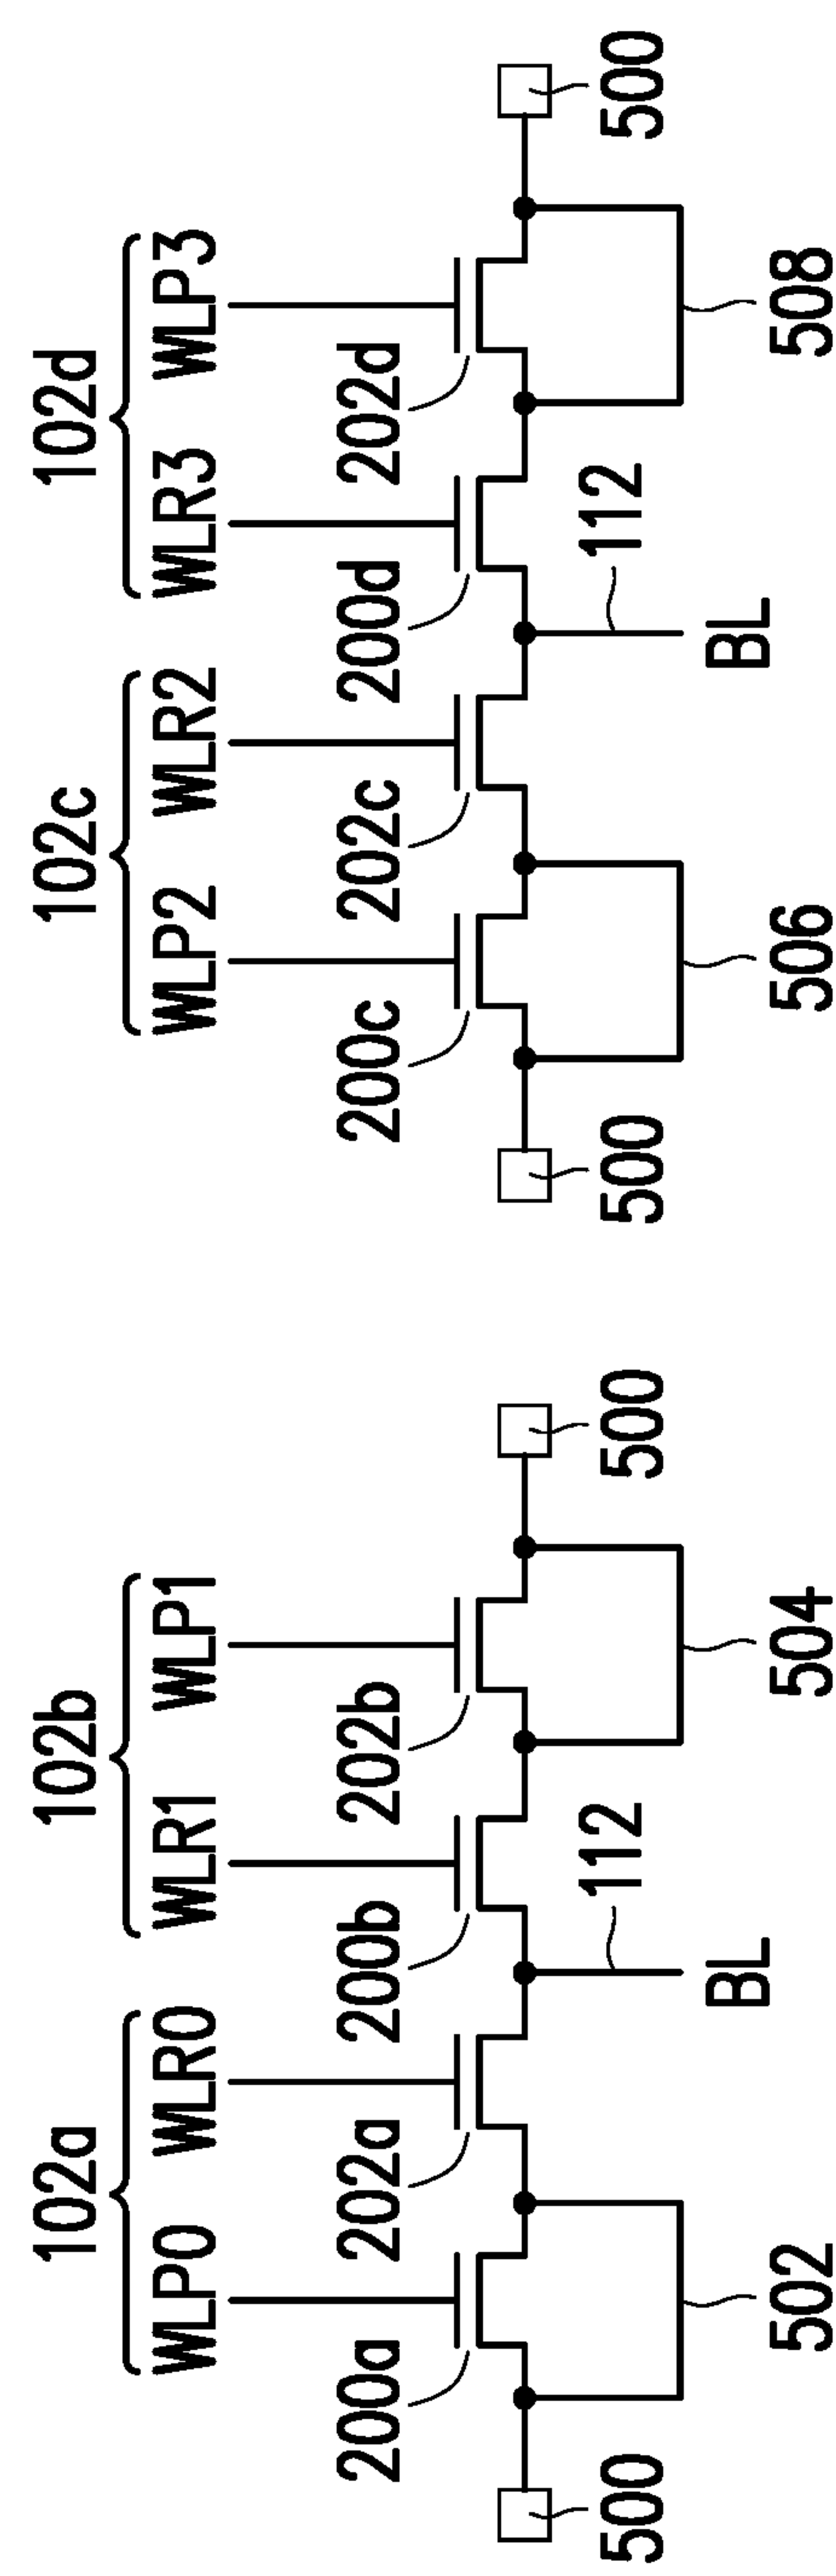 102a 102b 102c 102d
WLP0 WLR0 WLR1 WLP1 WLP2 WLR2 WLR3 WLP3
200a 202a 200b 202b 200c 202c 200d 202d
500 112 500 500 112 500
BL BL
502 504 506 508